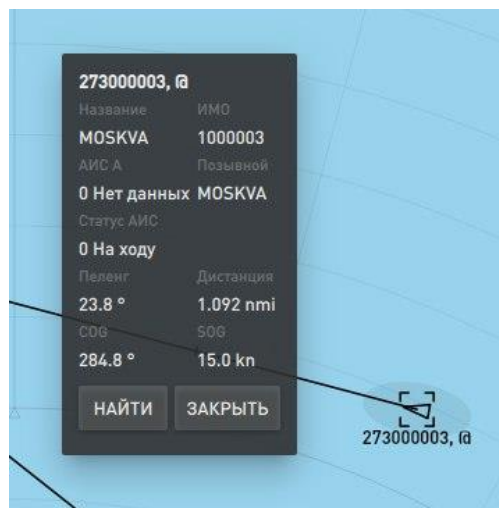 273000003, @
Название ИМО
MOSKVA 1000003
АИС А Позывной
0 Нет данных MOSKVA
Статус АИС
0 На ходу
Пеленг Дистанция
23.8 ° 1.092 nmi
COG SOG
284.8 ° 15.0 kn
НАЙТИ ЗАКРЫТЬ
273000003, @